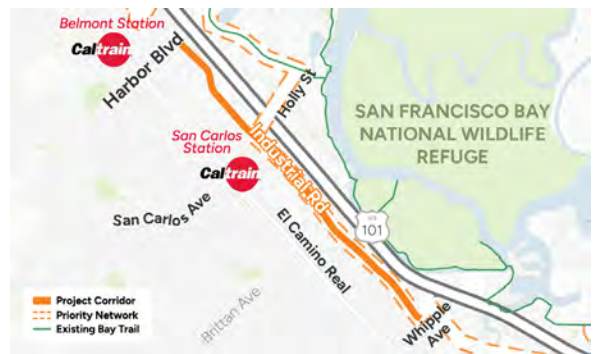 Belmont Station
Caltrain
Harbor Blvd
Holly St
San Carlos
Station
Caltrain
Industrial Rd
SAN FRANCISCO BAY
NATIONAL WILDLIFE
REFUGE
San Carlos Ave
El Camino Real
US
101
Brittan Ave
Whipple
Ave
Project Corridor
Priority Network
Existing Bay Trail